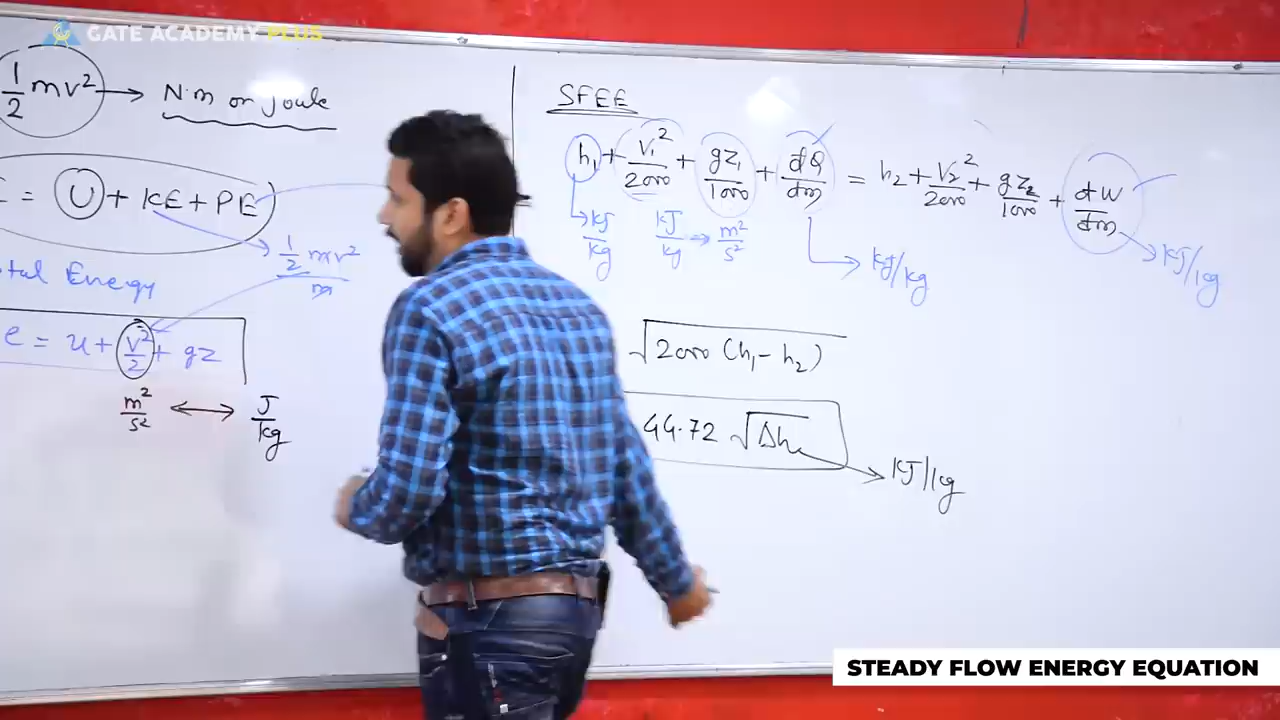 GATE ACADEMY PLUS
1/2 mv² → N.m or Joule
= U + KE + PE
1/2 mv²
m
Energy
e = u + v²/2 + gz
m²/s² ↔ J/kg
SFEE
h₁ + V₁²/2000 + gz₁/1000 + dQ/dm = h₂ + V₂²/2000 + gz₂/1000 + dW/dm
kJ/kg kJ/kg → m²/s² kJ/kg kJ/kg
√2000 (h₁ - h₂)
44.72 √Δh → kJ/kg
STEADY FLOW ENERGY EQUATION